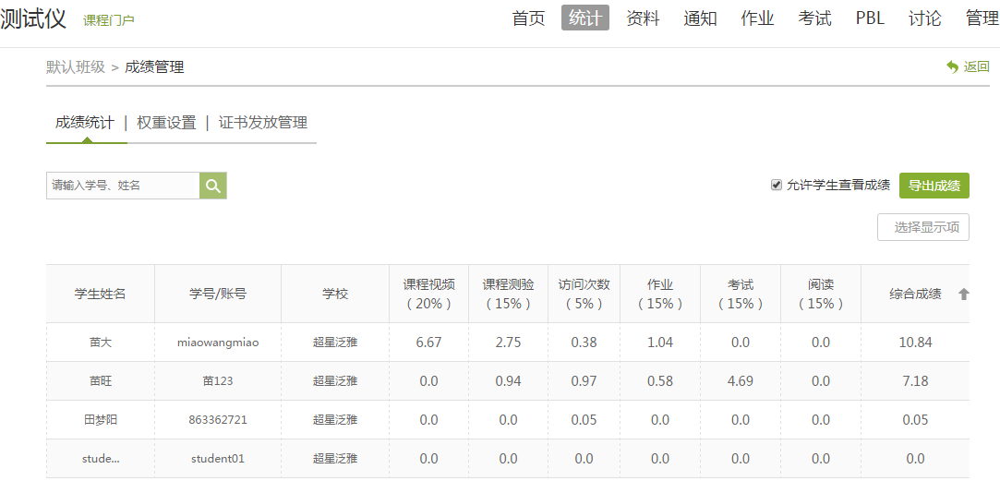 测试仪 课程门户 首页 统计 资料 通知 作业 考试 PBL 讨论 管理
默认班级 > 成绩管理 返回
成绩统计 | 权重设置 | 证书发放管理
请输入学号、姓名 允许学生查看成绩 导出成绩
选择显示项
学生姓名 学号/账号 学校 课程视频（20%） 课程测验（15%） 访问次数（5%） 作业（15%） 考试（15%） 阅读（15%） 综合成绩
苗大 miaowangmiao 超星泛雅 6.67 2.75 0.38 1.04 0.0 0.0 10.84
苗旺 苗123 超星泛雅 0.0 0.94 0.97 0.58 4.69 0.0 7.18
田梦阳 863362721 超星泛雅 0.0 0.0 0.05 0.0 0.0 0.0 0.05
stude... student01 超星泛雅 0.0 0.0 0.0 0.0 0.0 0.0 0.0